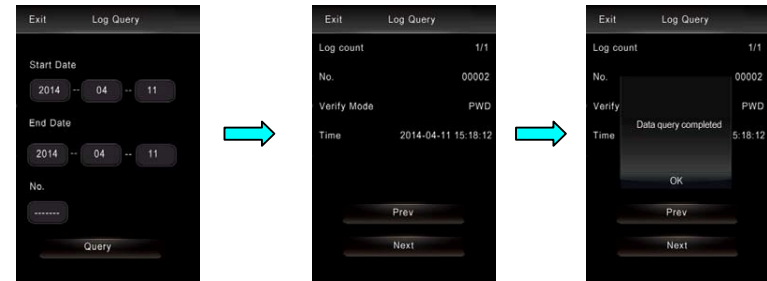 Exit Log Query
Start Date
2014 -- 04 -- 11
End Date
2014 -- 04 -- 11
No.
-------
Query
Exit Log Query
Log count 1/1
No. 00002
Verify Mode PWD
Time 2014-04-11 15:18:12
Prev
Next
Exit Log Query
Log count 1/1
No. 00002
Verify PWD
Data query completed
Time 5:18:12
OK
Prev
Next